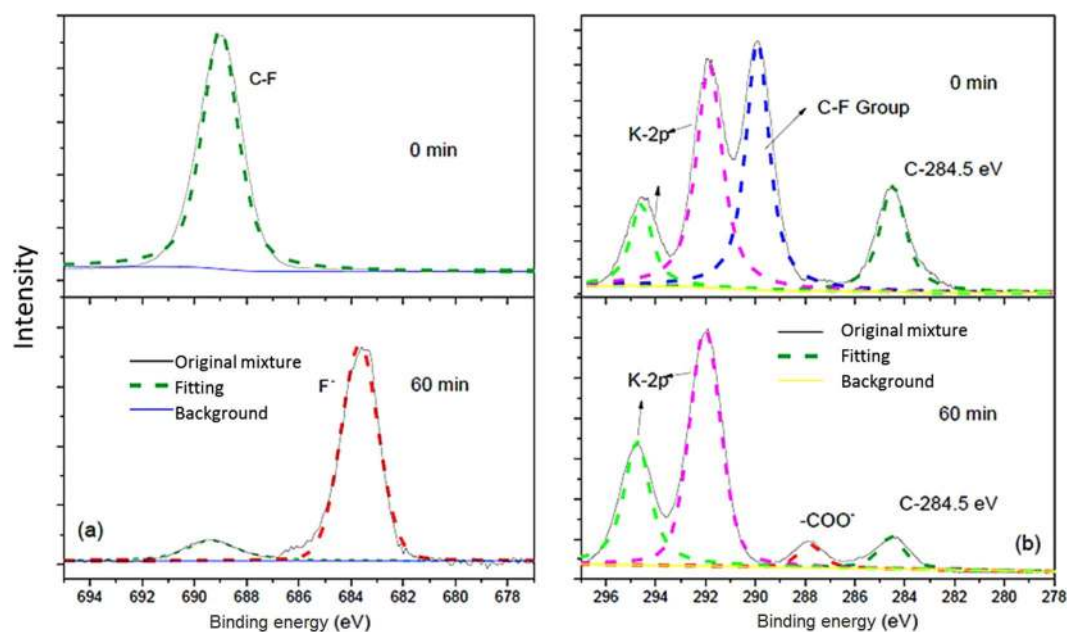 Intensity
C-F
0 min
Original mixture
Fitting
Background
F-
60 min
(a)
694 692 690 688 686 684 682 680 678
Binding energy (eV)
K-2p
C-F Group
0 min
C-284.5 eV
Original mixture
Fitting
Background
K-2p
60 min
-COO-
C-284.5 eV
(b)
296 294 292 290 288 286 284 282 280 278
Binding energy (eV)